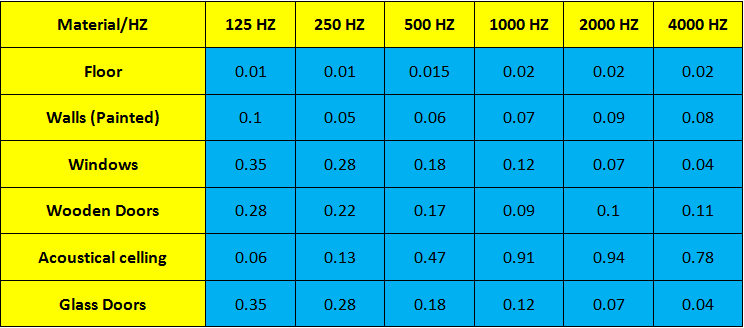 Material/HZ 125 HZ 250 HZ 500 HZ 1000 HZ 2000 HZ 4000 HZ
Floor 0.01 0.01 0.015 0.02 0.02 0.02
Walls (Painted) 0.1 0.05 0.06 0.07 0.09 0.08
Windows 0.35 0.28 0.18 0.12 0.07 0.04
Wooden Doors 0.28 0.22 0.17 0.09 0.1 0.11
Acoustical celling 0.06 0.13 0.47 0.91 0.94 0.78
Glass Doors 0.35 0.28 0.18 0.12 0.07 0.04